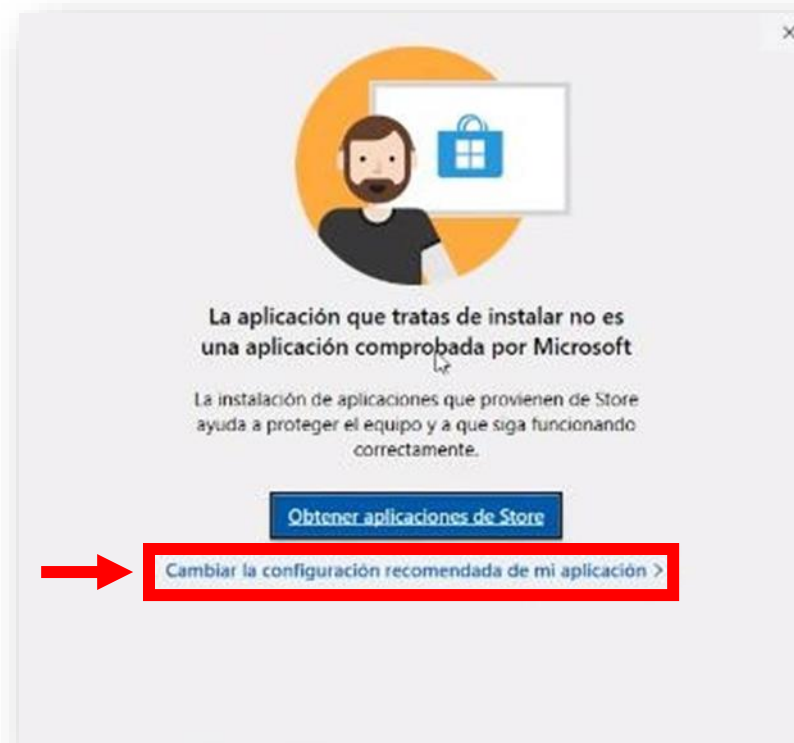 La aplicación que tratas de instalar no es
una aplicación comprobada por Microsoft
La instalación de aplicaciones que provienen de Store
ayuda a proteger el equipo y a que siga funcionando
correctamente.
Obtener aplicaciones de Store
Cambiar la configuración recomendada de mi aplicación >